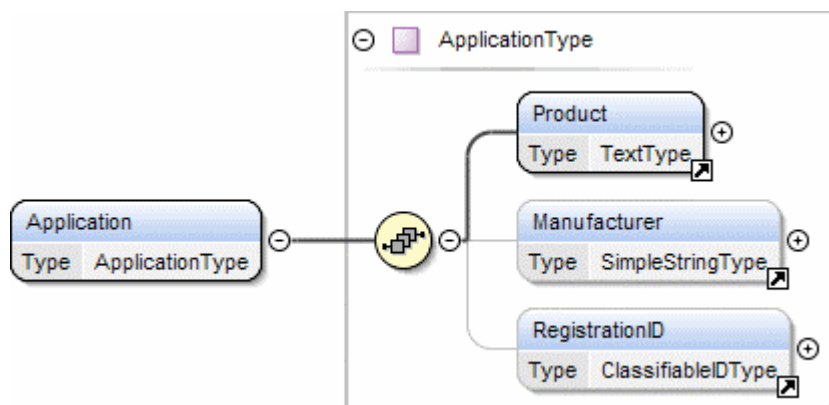 ApplicationType
Product
Type TextType
Application
Type ApplicationType
Manufacturer
Type SimpleStringType
RegistrationID
Type ClassifiableIDType